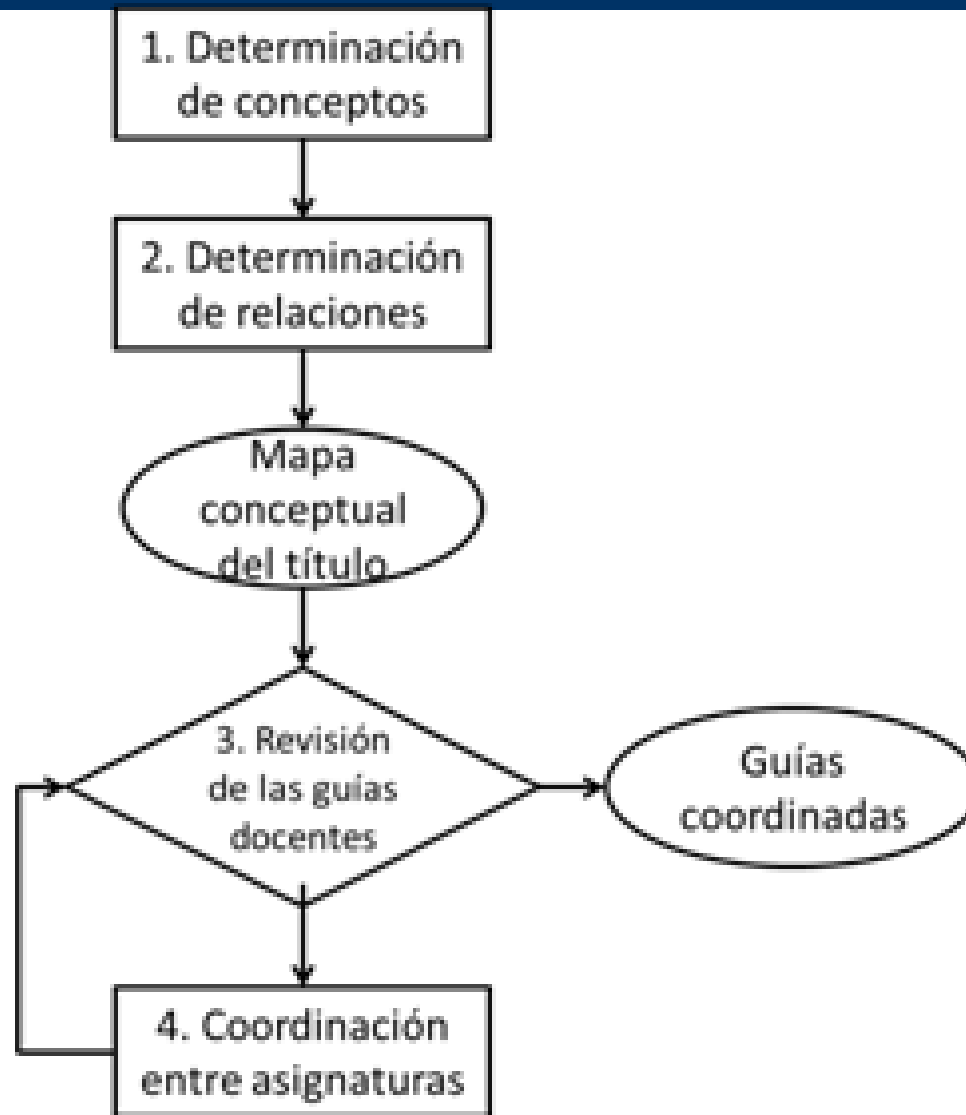 1. Determinación
de conceptos
2. Determinación
de relaciones
Mapa
conceptual
del título
3. Revisión
de las guías
docentes
Guías
coordinadas
4. Coordinación
entre asignaturas